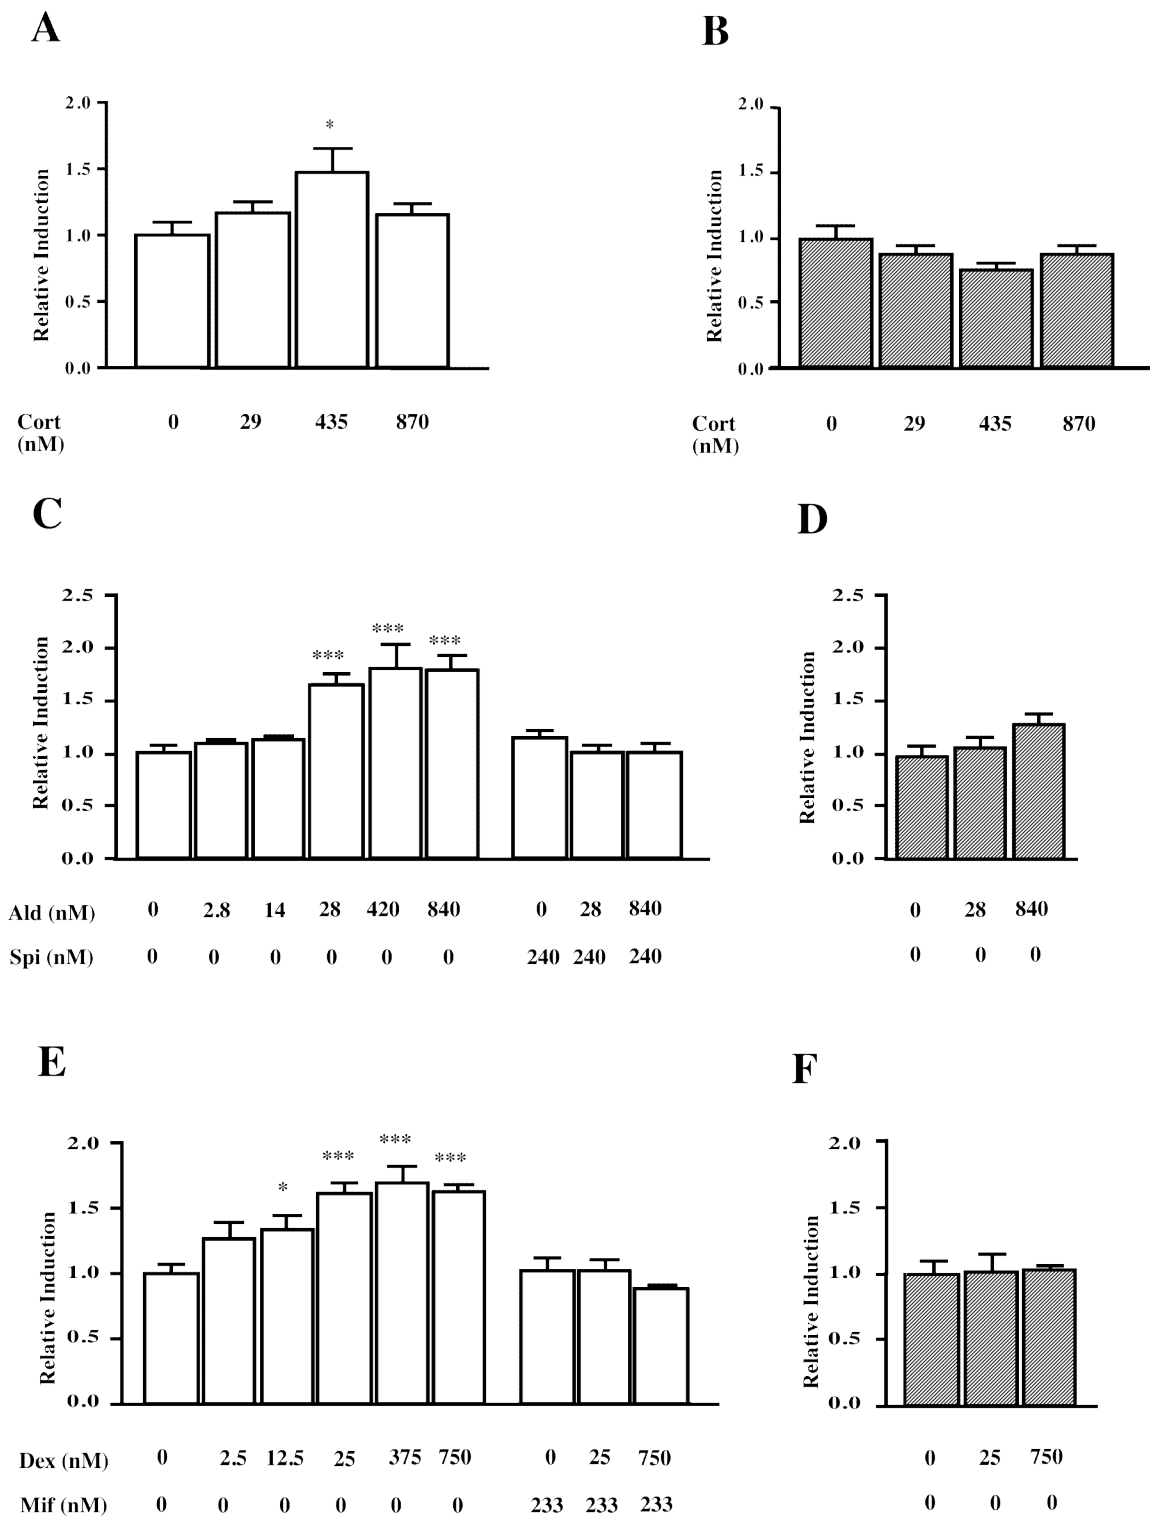 A
B
2.0
1.5
1.0
0.5
0.0
Relative Induction
*
Cort 0 29 435 870
(nM)
2.0
1.5
1.0
0.5
0.0
Relative Induction
Cort 0 29 435 870
(nM)
C
D
2.5
2.0
1.5
1.0
0.5
0.0
Relative Induction
*** *** ***
Ald (nM) 0 2.8 14 28 420 840 0 28 840
Spi (nM) 0 0 0 0 0 0 240 240 240
2.5
2.0
1.5
1.0
0.5
0.0
Relative Induction
0 28 840
0 0 0
E
F
2.0
1.5
1.0
0.5
0.0
Relative Induction
* *** *** ***
Dex (nM) 0 2.5 12.5 25 375 750 0 25 750
Mif (nM) 0 0 0 0 0 0 233 233 233
2.0
1.5
1.0
0.5
0.0
Relative Induction
0 25 750
0 0 0